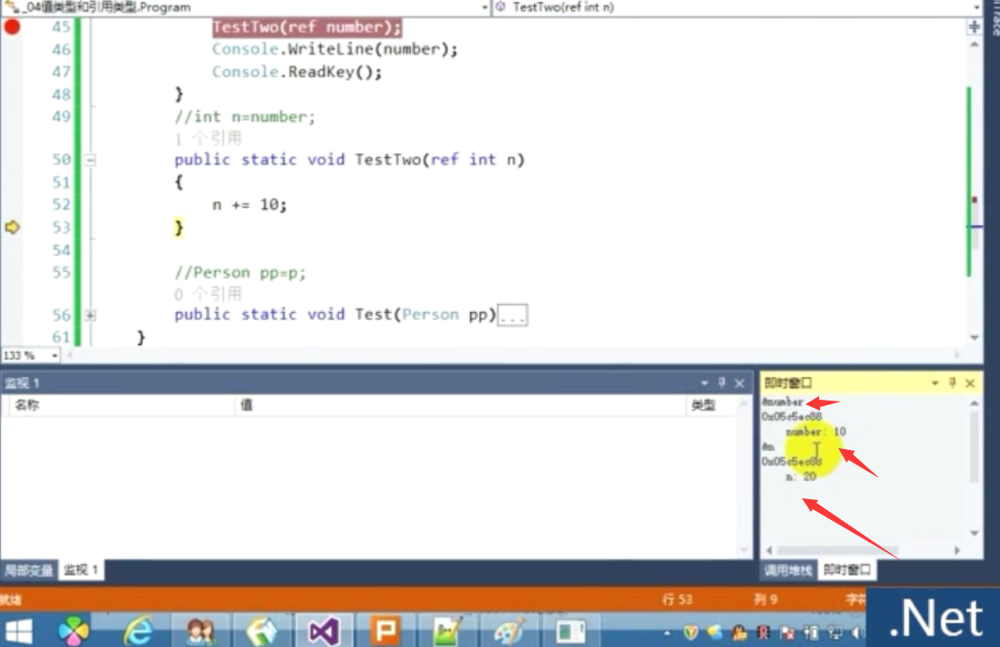 _04值类型和引用类型.Program
TestTwo(ref int n)
45 TestTwo(ref number);
46 Console.WriteLine(number);
47 Console.ReadKey();
48 }
49 //int n=number;
1 个引用
50 public static void TestTwo(ref int n)
51 {
52 n += 10;
53 }
54
55 //Person pp=p;
0 个引用
56 public static void Test(Person pp)...
61 }
133 %
监视 1
名称 值 类型
即时窗口
&number
0x05c5ec88
number: 10
&n
0x05c5ec88
n: 20
局部变量 监视 1
调用堆栈 即时窗口
就绪 行 53 列 9
.Net